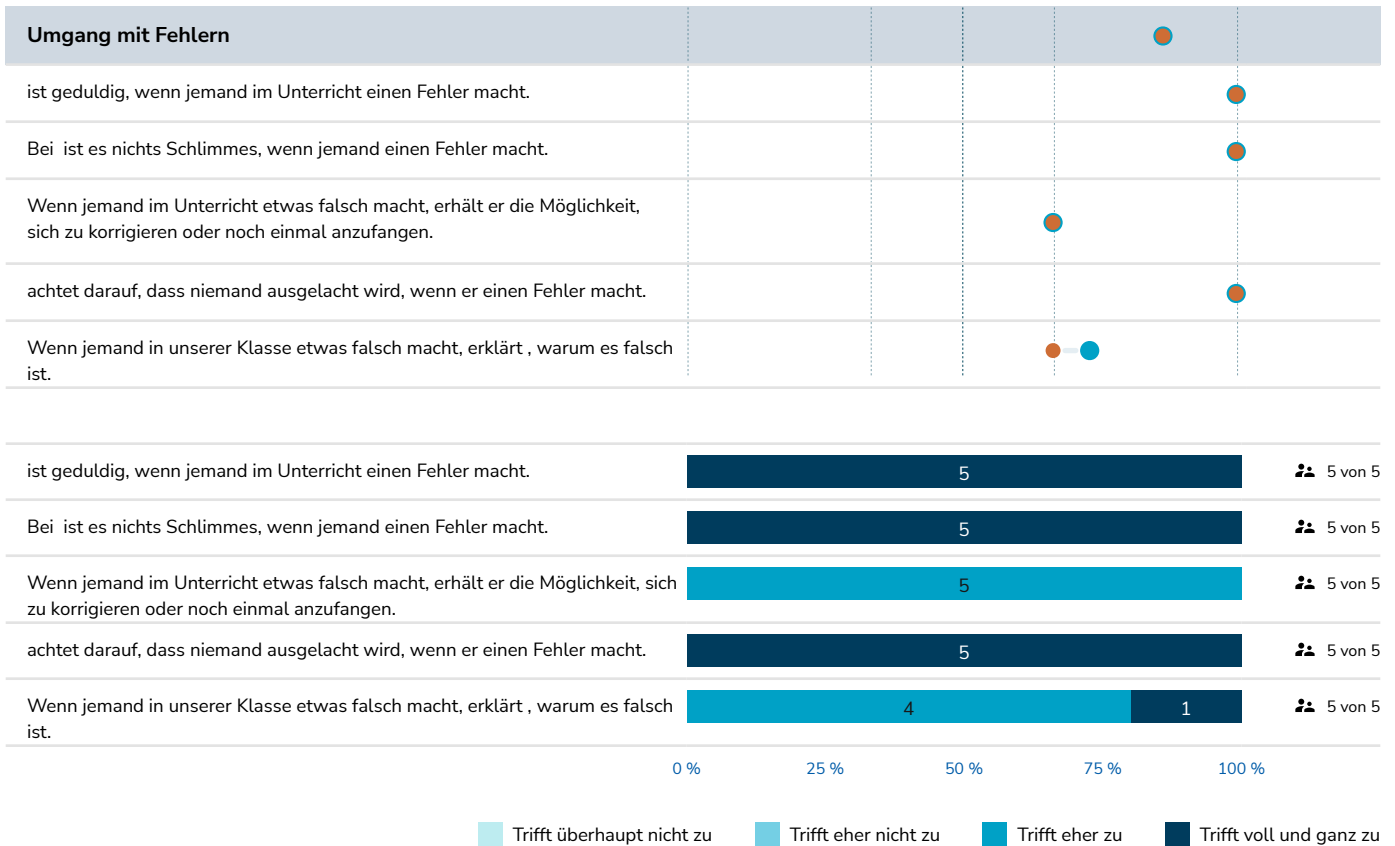 Umgang mit Fehlern
ist geduldig, wenn jemand im Unterricht einen Fehler macht.
Bei  ist es nichts Schlimmes, wenn jemand einen Fehler macht.
Wenn jemand im Unterricht etwas falsch macht, erhält er die Möglichkeit,
sich zu korrigieren oder noch einmal anzufangen.
achtet darauf, dass niemand ausgelacht wird, wenn er einen Fehler macht.
Wenn jemand in unserer Klasse etwas falsch macht, erklärt , warum es falsch
ist.
ist geduldig, wenn jemand im Unterricht einen Fehler macht. 5 5 von 5
Bei  ist es nichts Schlimmes, wenn jemand einen Fehler macht. 5 5 von 5
Wenn jemand im Unterricht etwas falsch macht, erhält er die Möglichkeit, sich 5 5 von 5
zu korrigieren oder noch einmal anzufangen.
achtet darauf, dass niemand ausgelacht wird, wenn er einen Fehler macht. 5 5 von 5
Wenn jemand in unserer Klasse etwas falsch macht, erklärt , warum es falsch 4 1 5 von 5
ist.
0 % 25 % 50 % 75 % 100 %
Trifft überhaupt nicht zu Trifft eher nicht zu Trifft eher zu Trifft voll und ganz zu